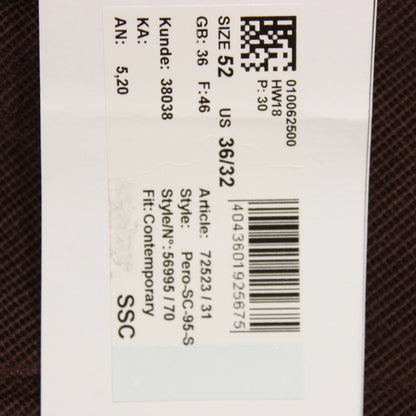 010062500
HW18
P: 30
SIZE 52 US 36/32
GB: 36 F: 46
Kunde: 38038
KA:
AN: 5,20
4043601925675
Article: 72523 / 31
Style: Pero-SC-95-S
Style/N°: 56995 / 70
Fit: Contemporary
SSC